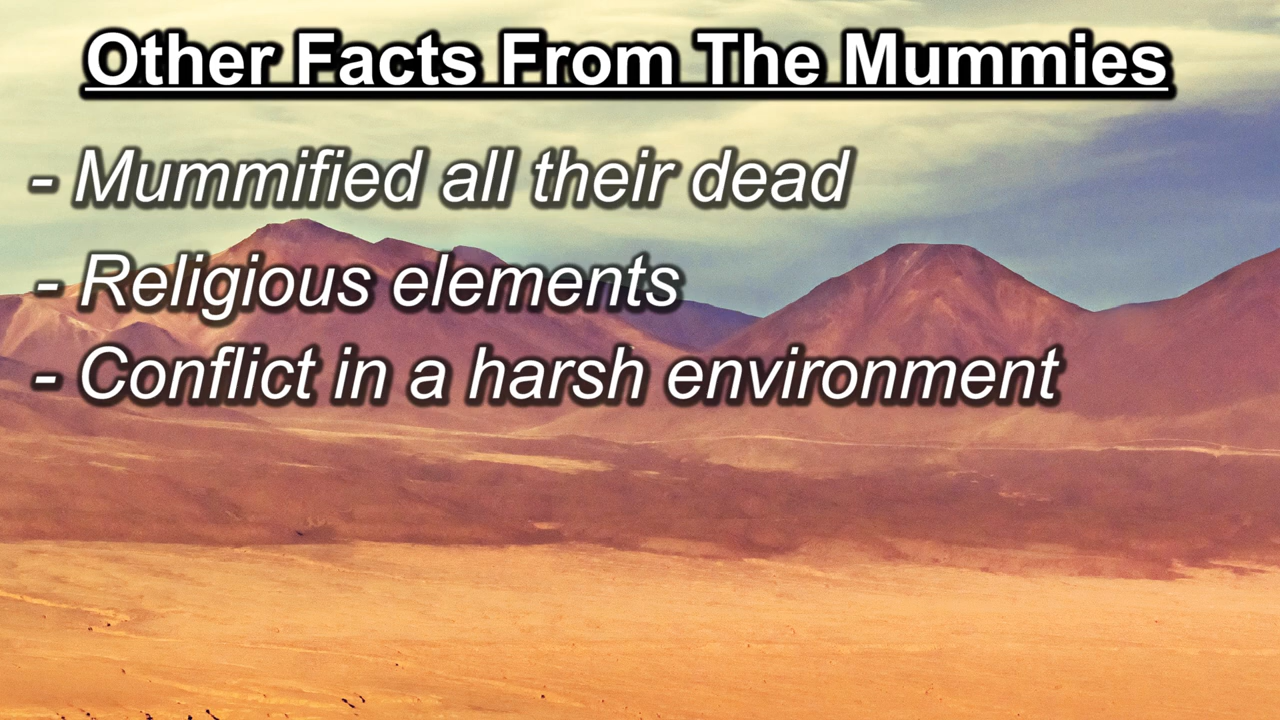 Other Facts From The Mummies
- Mummified all their dead
- Religious elements
- Conflict in a harsh environment